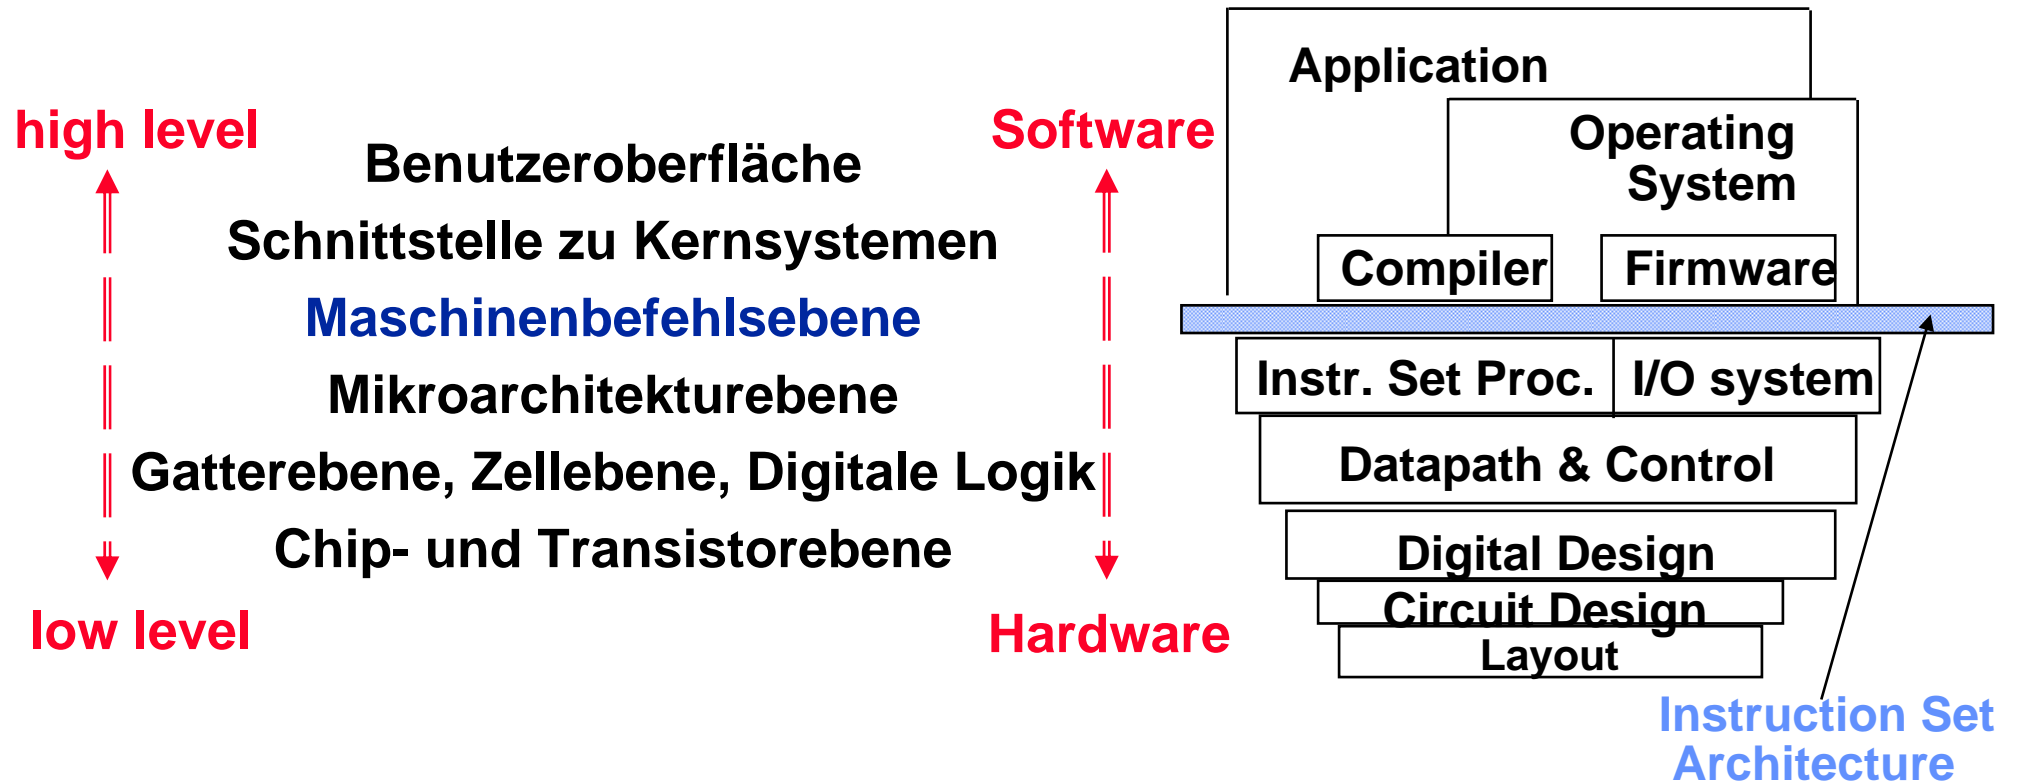 high level
low level
Benutzeroberfläche
Schnittstelle zu Kernsystemen
Maschinenbefehlsebene
Mikroarchitekturebene
Gatterebene, Zellebene, Digitale Logik
Chip- und Transistorebene
Software
Hardware
Application
Operating
System
Compiler
Firmware
Instr. Set Proc.
I/O system
Datapath & Control
Digital Design
Circuit Design
Layout
Instruction Set
Architecture